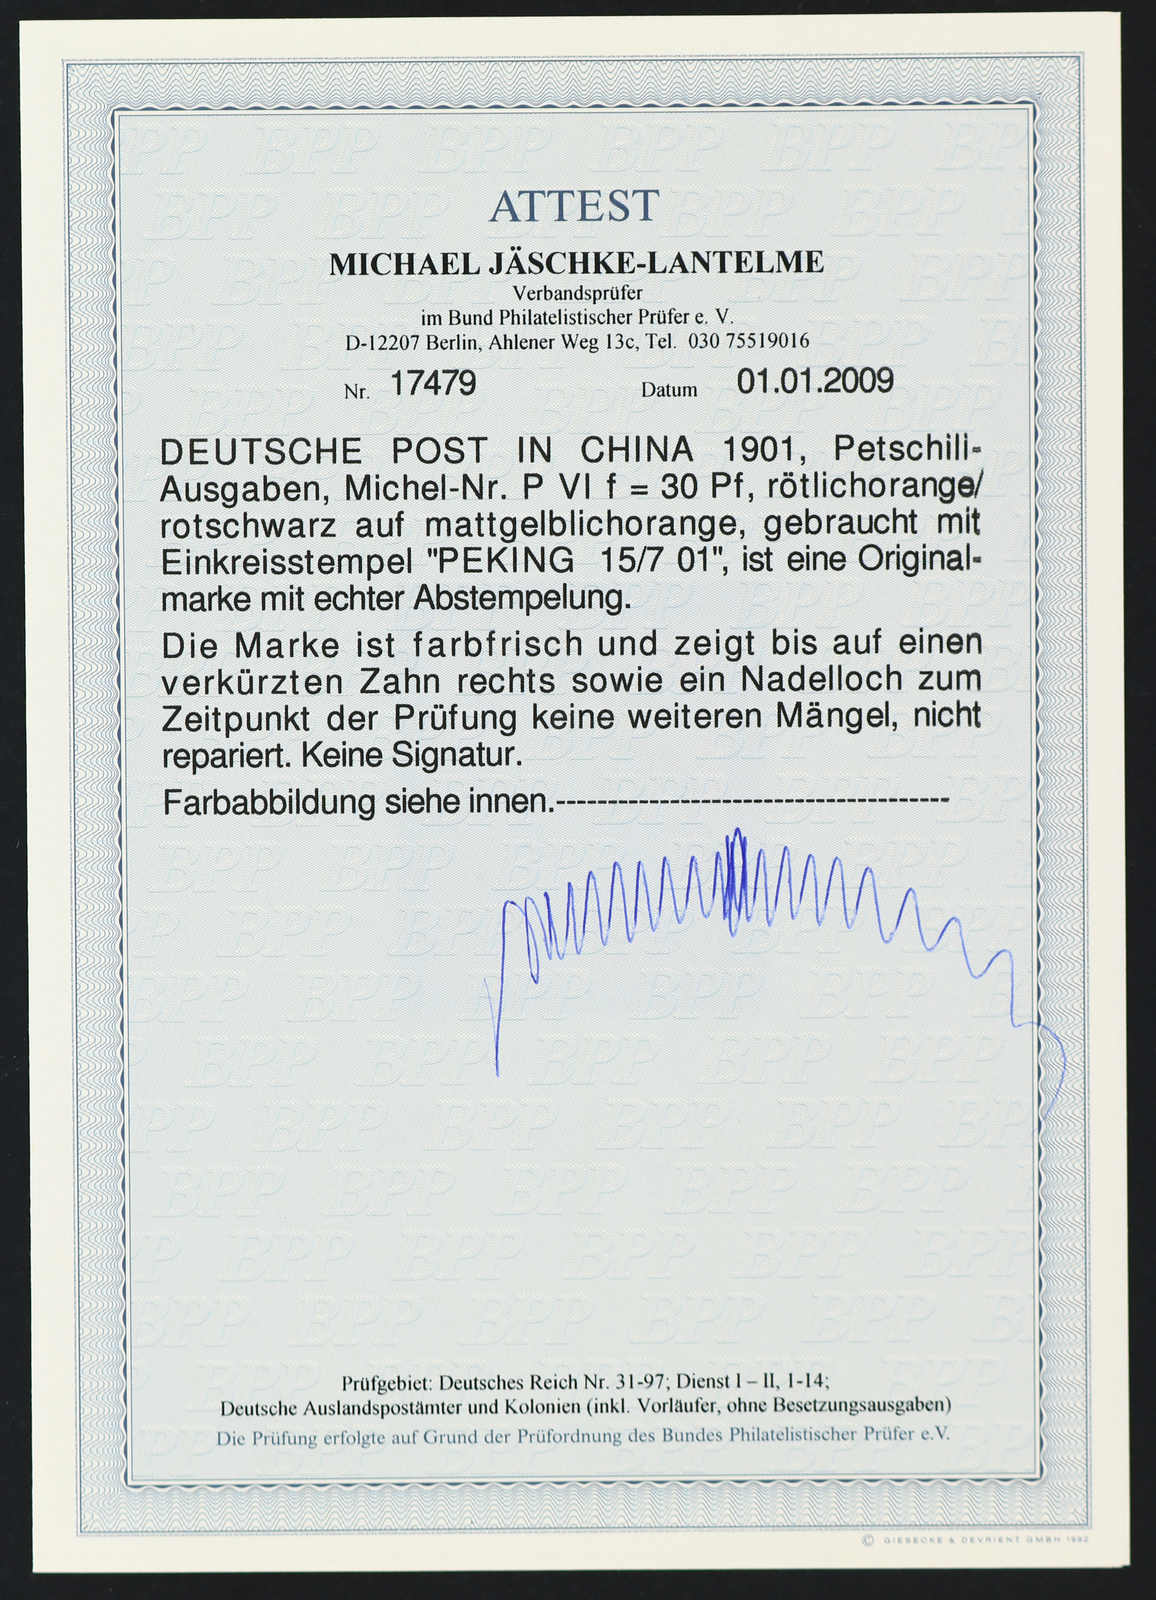 ATTEST
MICHAEL JÄSCHKE-LANTELME
Verbandsprüfer
im Bund Philatelistischer Prüfer e. V.
D-12207 Berlin, Ahlener Weg 13c, Tel. 030 75519016
Nr. 17479 Datum 01.01.2009
DEUTSCHE POST IN CHINA 1901, Petschili-
Ausgaben, Michel-Nr. P VI f = 30 Pf, rötlichorange/
rotschwarz auf mattgelblichorange, gebraucht mit
Einkreisstempel "PEKING 15/7 01", ist eine Original-
marke mit echter Abstempelung.
Die Marke ist farbfrisch und zeigt bis auf einen
verkürzten Zahn rechts sowie ein Nadelloch zum
Zeitpunkt der Prüfung keine weiteren Mängel, nicht
repariert. Keine Signatur.
Farbabbildung siehe innen.--------------------------------------
Prüfgebiet: Deutsches Reich Nr. 31-97; Dienst I – II, 1-14;
Deutsche Auslandspostämter und Kolonien (inkl. Vorläufer, ohne Besetzungsausgaben)
Die Prüfung erfolgte auf Grund der Prüfordnung des Bundes Philatelistischer Prüfer e.V.
© GIESECKE & DEVRIENT GMBH 1992